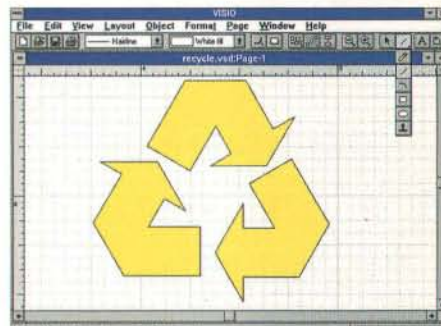 VISIO
File Edit View Layout Object Format Page Window Help
Hairline White fill
recycle.vsd:Page-1